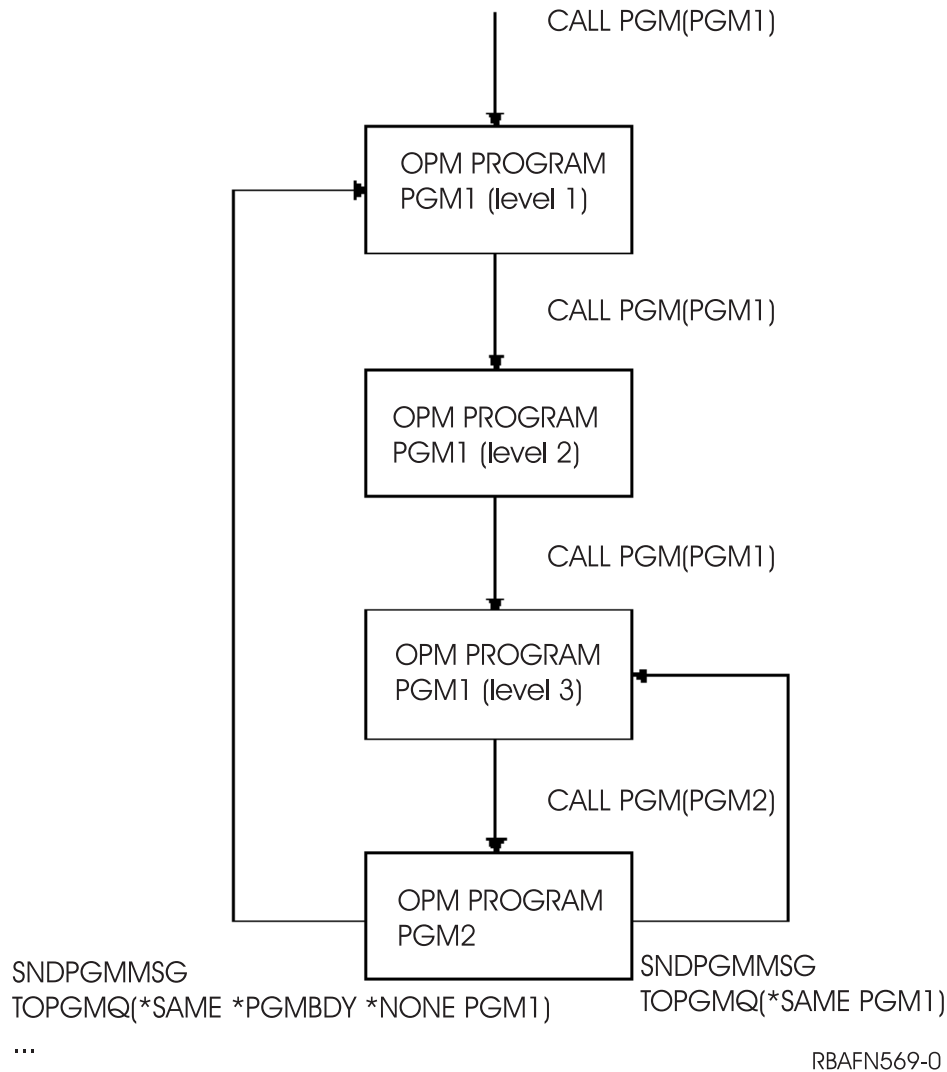 CALL PGM(PGM1)
OPM PROGRAM
PGM1 (level 1)
CALL PGM(PGM1)
OPM PROGRAM
PGM1 (level 2)
CALL PGM(PGM1)
OPM PROGRAM
PGM1 (level 3)
CALL PGM(PGM2)
OPM PROGRAM
PGM2
SNDPGMMSG
TOPGMQ(*SAME *PGMBDY *NONE PGM1)
...
SNDPGMMSG
TOPGMQ(*SAME PGM1)
RBAFN569-0